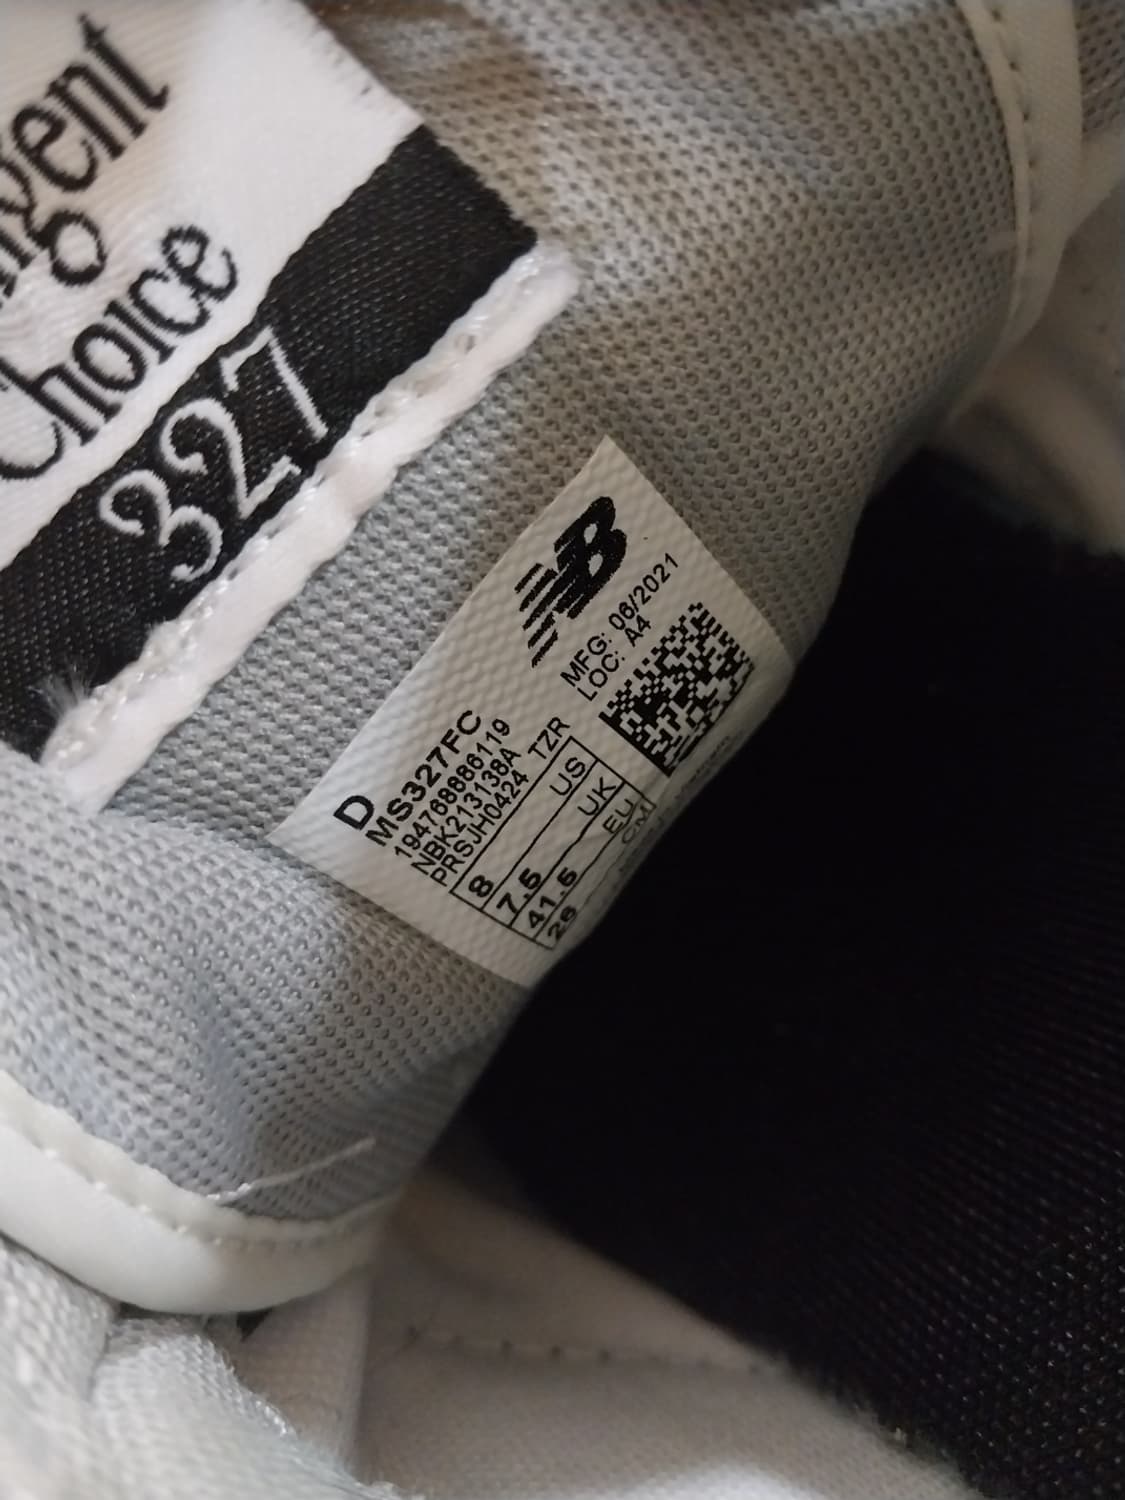 Choice
327
NB
MFG: 06/2021
LOC: A4
D
MS327FC
194768886119
NBK213138A
PRSJH0424 TZR
8 US
7.5 UK
41.5 EU
26 CM